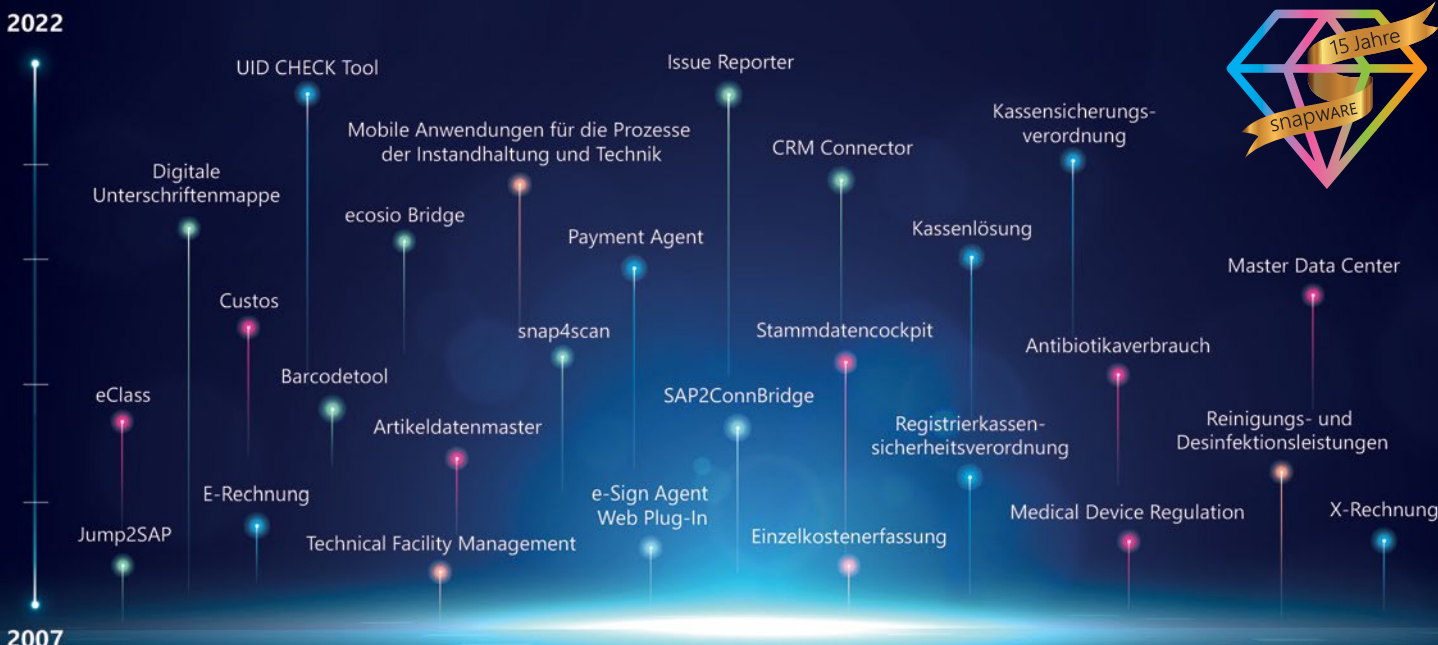 2022
15 Jahre
snapWARE
UID CHECK Tool
Issue Reporter
Kassensicherungs-
verordnung
Mobile Anwendungen für die Prozesse
der Instandhaltung und Technik
CRM Connector
Digitale
Unterschriftenmappe
ecosio Bridge
Payment Agent
Kassenlösung
Master Data Center
Custos
snap4scan
Stammdatencockpit
Antibiotikaverbrauch
Barcodetool
eClass
SAP2ConnBridge
Artikeldatenmaster
Registrierkassen-
sicherheitsverordnung
Reinigungs- und
Desinfektionsleistungen
E-Rechnung
e-Sign Agent
Web Plug-In
Medical Device Regulation
X-Rechnung
Jump2SAP
Technical Facility Management
Einzelkostenerfassung
2007